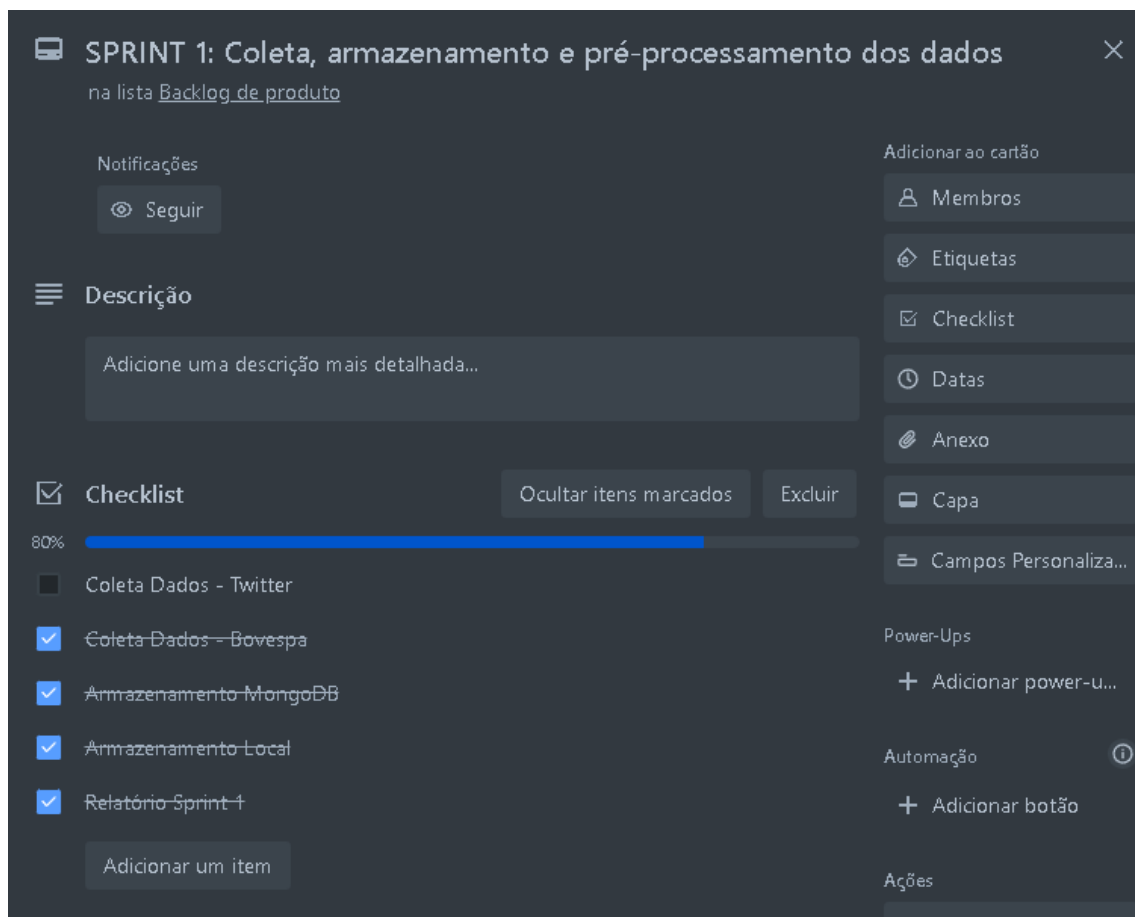 SPRINT 1: Coleta, armazenamento e pré-processamento dos dados
na lista Backlog de produto
Notificações
Seguir
Descrição
Adicione uma descrição mais detalhada...
Checklist
Ocultar itens marcados
Excluir
80%
Coleta Dados - Twitter
Coleta Dados - Bovespa
Armazenamento MongoDB
Armazenamento Local
Relatório Sprint 1
Adicionar um item
Adicionar ao cartão
Membros
Etiquetas
Checklist
Datas
Anexo
Capa
Campos Personaliza...
Power-Ups
Adicionar power-u...
Automação
Adicionar botão
Ações